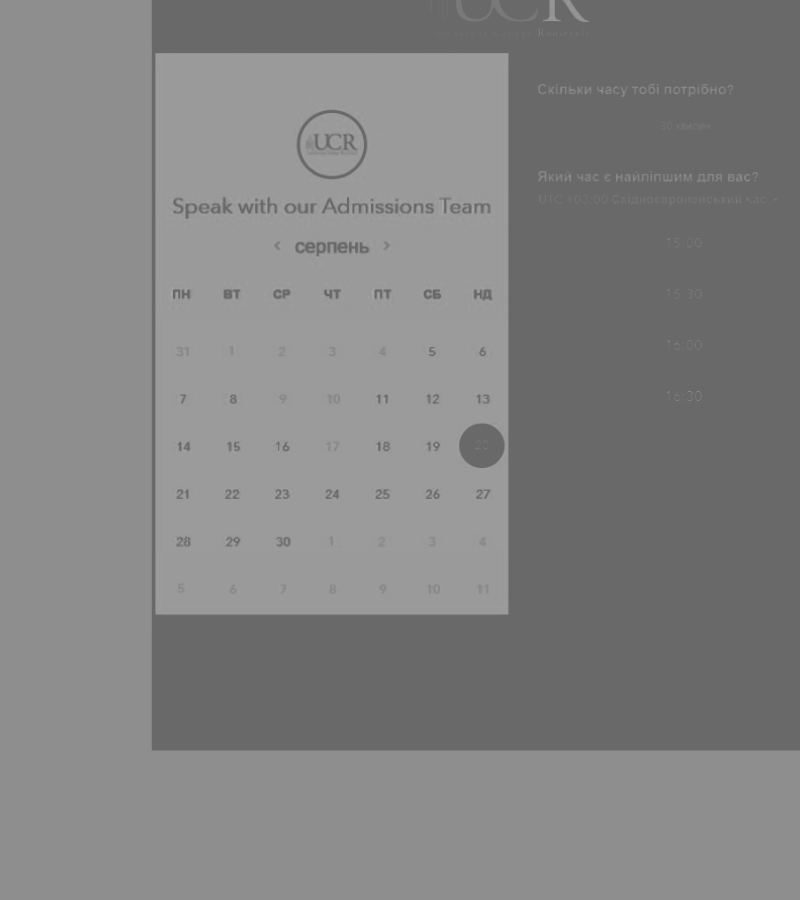 UCR
UCR
Speak with our Admissions Team
< серпень >
ПН ВТ СР ЧТ ПТ СБ НД
31 1 2 3 4 5 6
7 8 9 10 11 12 13
14 15 16 17 18 19 20
21 22 23 24 25 26 27
28 29 30 1 2 3 4
5 6 7 8 9 10 11
Скільки часу тобі потрібно?
30 хвилин
Який час є найліпшим для вас?
UTC +03:00 Східноєвропейський час
15:00
15:30
16:00
16:30